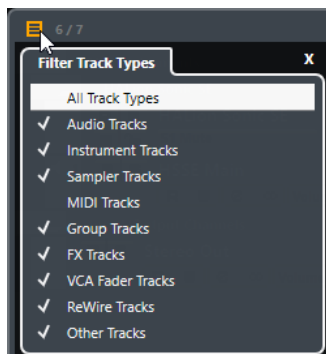 6 / 7
Filter Track Types X
All Track Types
✓ Audio Tracks
✓ Instrument Tracks
✓ Sampler Tracks
MIDI Tracks
✓ Group Tracks
✓ FX Tracks
✓ VCA Fader Tracks
✓ ReWire Tracks
✓ Other Tracks